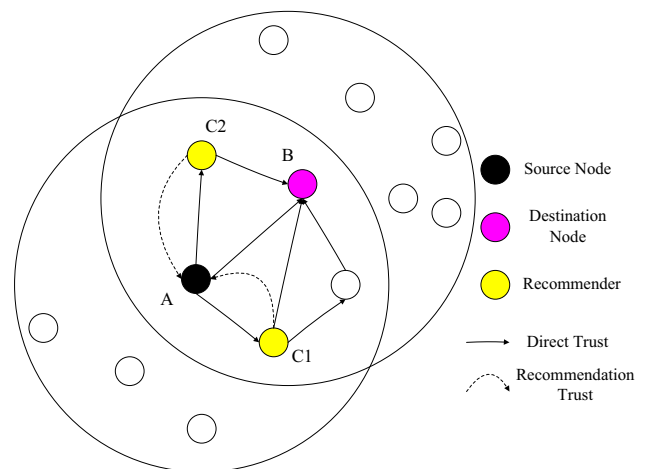 C2
B
A
C1
Source Node
Destination
Node
Recommender
Direct Trust
Recommendation
Trust